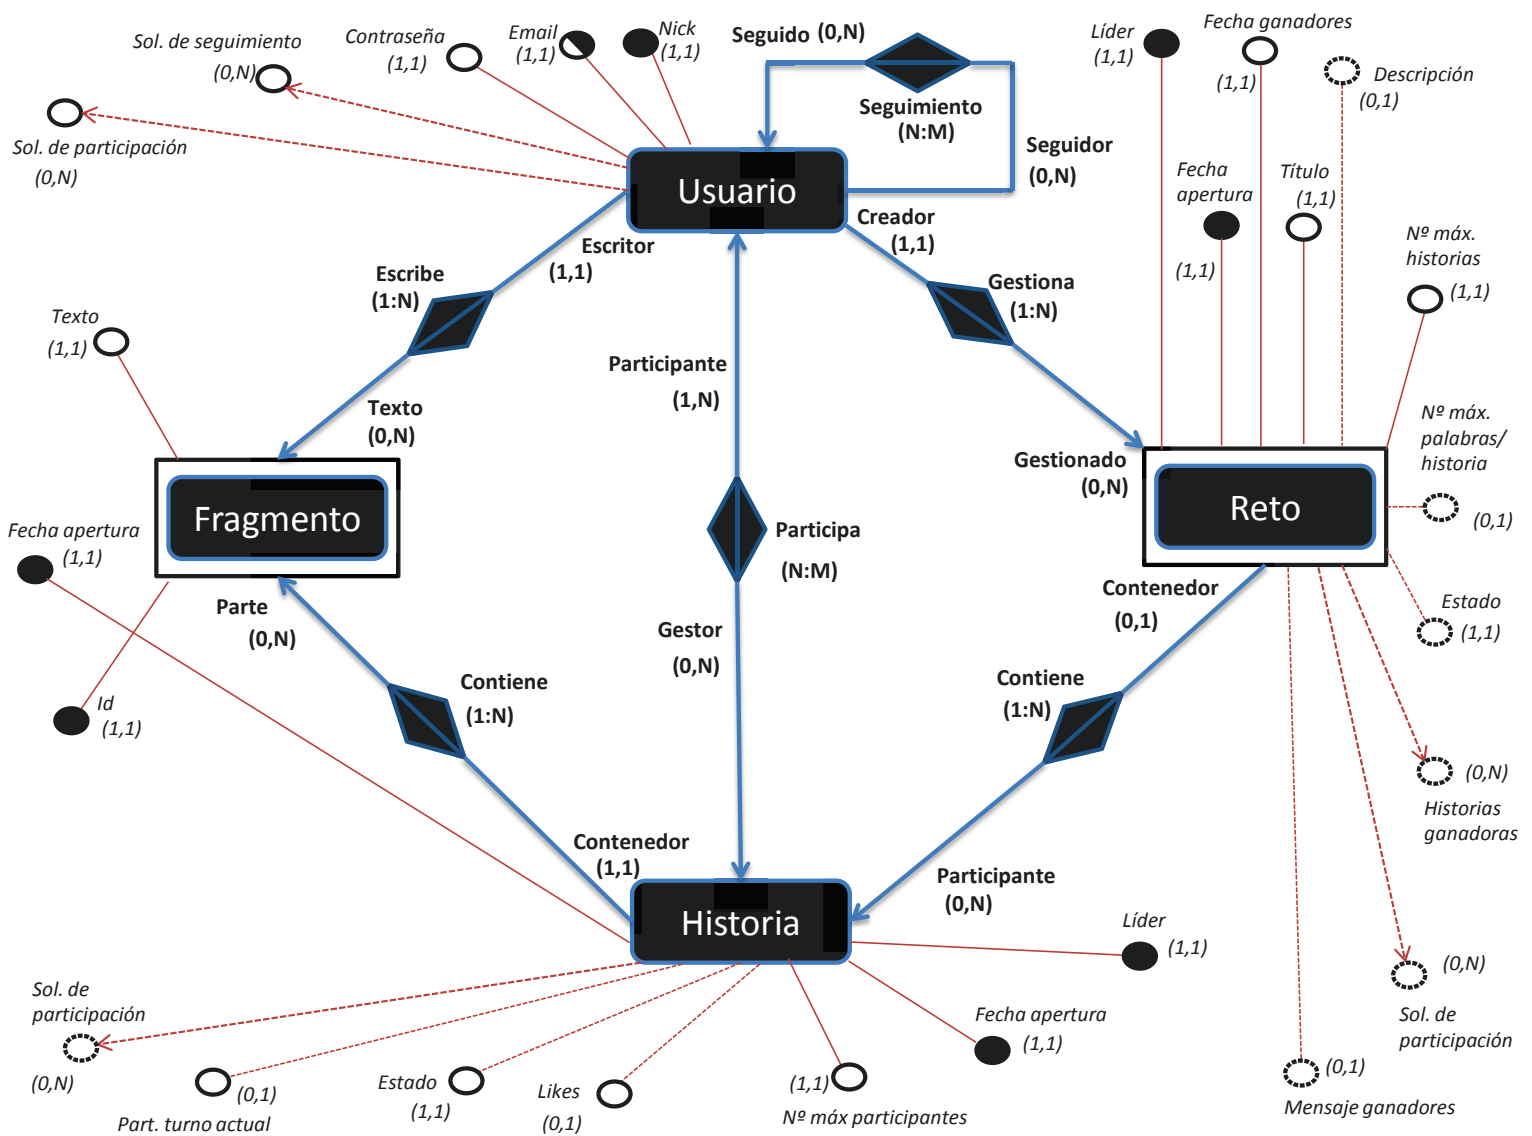 Sol. de seguimiento
(0,N)
Contraseña
(1,1)
Email
(1,1)
Nick
(1,1)
Seguido (0,N)
Seguimiento
(N:M)
Seguidor
(0,N)
Líder
(1,1)
Fecha ganadores
(1,1)
Descripción
(0,1)
Sol. de participación
(0,N)
Usuario
Fecha
apertura
(1,1)
Título
(1,1)
Nº máx.
historias
(1,1)
Escritor
(1,1)
Creador
(1,1)
Escribe
(1:N)
Gestiona
(1:N)
Texto
(1,1)
Participante
(1,N)
Texto
(0,N)
Gestionado
(0,N)
Nº máx.
palabras/
historia
(0,1)
Fragmento
Reto
Fecha apertura
(1,1)
Participa
(N:M)
Parte
(0,N)
Gestor
(0,N)
Contenedor
(0,1)
Estado
(1,1)
Id
(1,1)
Contiene
(1:N)
Contiene
(1:N)
(0,N)
Historias
ganadoras
Contenedor
(1,1)
Participante
(0,N)
Historia
Líder
(1,1)
(0,N)
Sol. de
participación
Sol. de
participación
(0,N)
Fecha apertura
(1,1)
(0,1)
Part. turno actual
Estado
(1,1)
Likes
(0,1)
(1,1)
Nº máx participantes
(0,1)
Mensaje ganadores